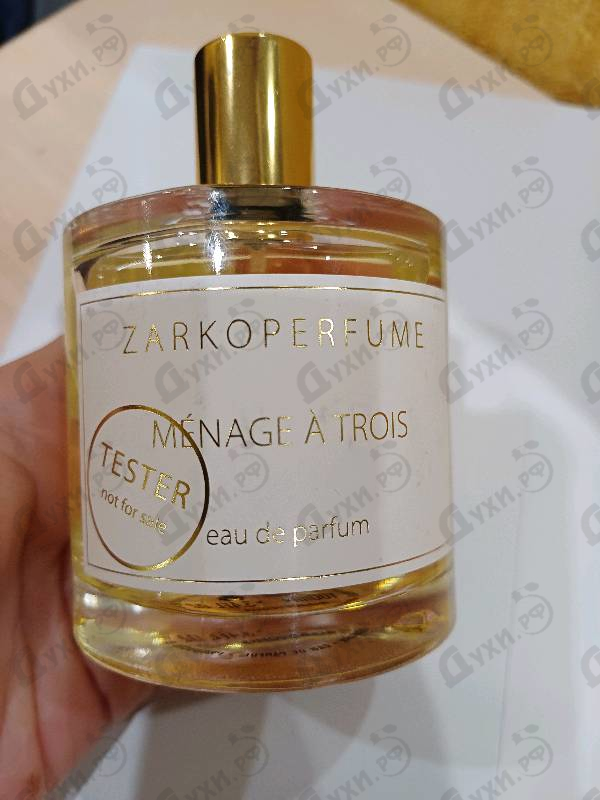 ZARKOPERFUME
MÉNAGE À TROIS
TESTER
not for sale
eau de parfum
Духи.рф